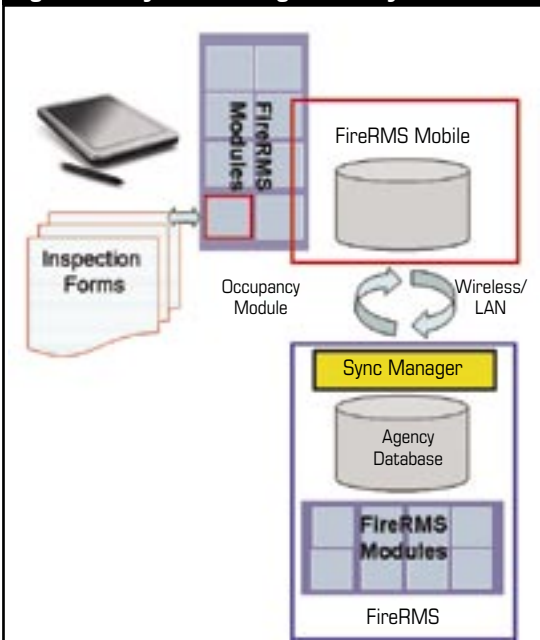 FireRMS
Modules
FireRMS Mobile
Inspection
Forms
Occupancy
Module
Wireless/
LAN
Sync Manager
Agency
Database
FireRMS
Modules
FireRMS